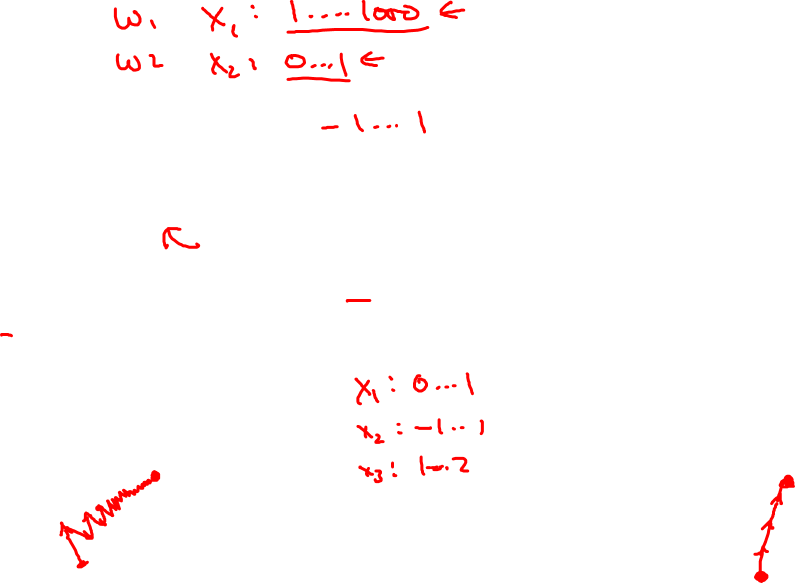 w₁ x₁: 1.....1000 ←
w2 x₂: 0...1 ←
-1...1
x₁: 0...1
x₂: -1...1
x₃: 1...2